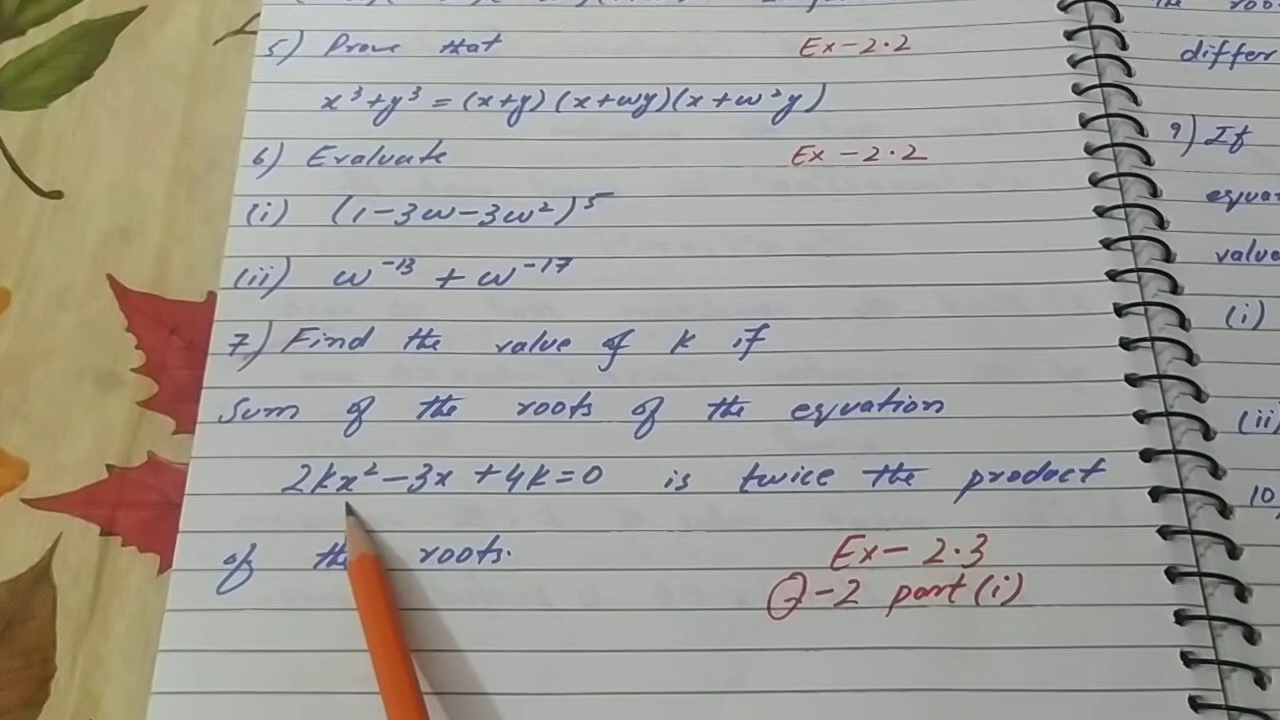 5) Prove that Ex-2.2
x³+y³ = (x+y)(x+ωy)(x+ω²y)
6) Evaluate Ex-2.2
(i) (1-3ω-3ω²)⁵
(ii) ω⁻¹³ + ω⁻¹⁷
7) Find the value of k if
Sum of the roots of the equation
2kx²-3x+4k=0 is twice the product
of the roots. Ex-2.3
Q-2 part(i)
differ
9) If
equa
value
(i)
(ii)
10